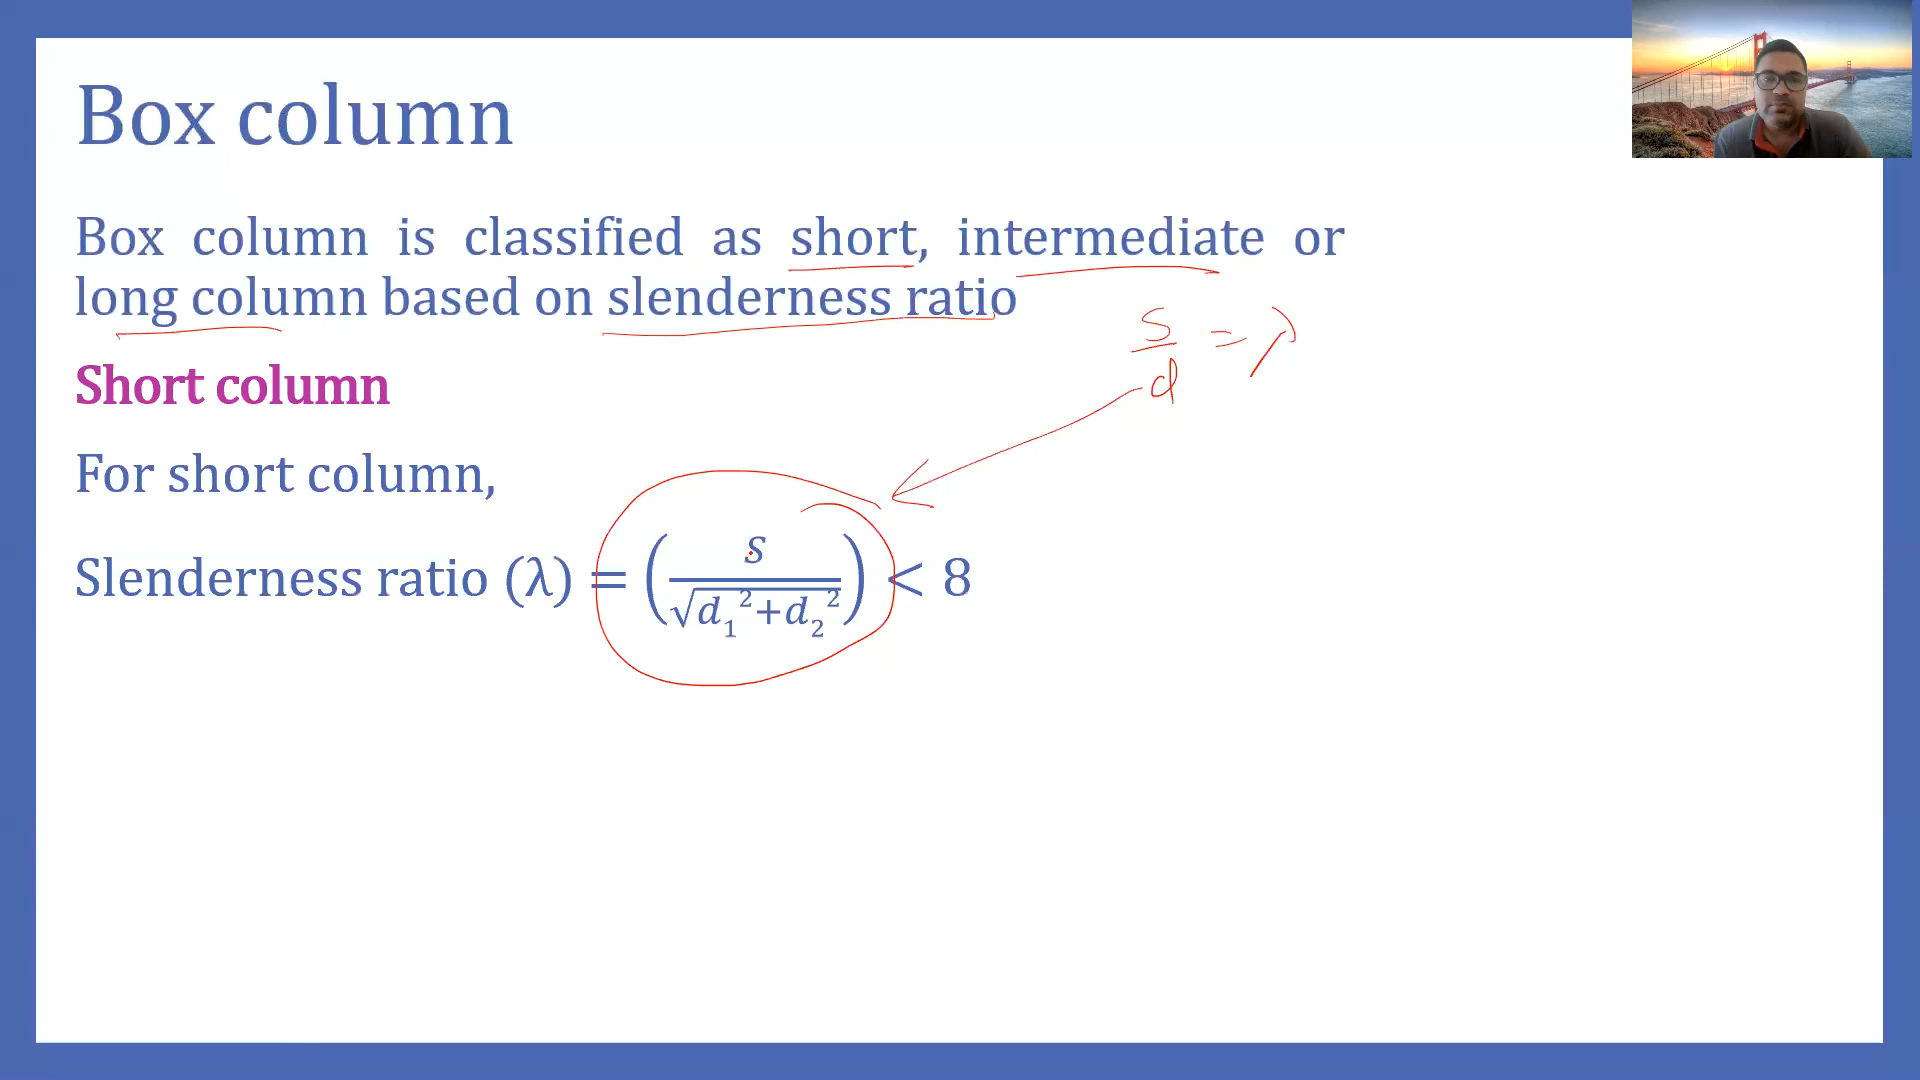 Box column
Box column is classified as short, intermediate or
long column based on slenderness ratio
S/d = λ
Short column
For short column,
Slenderness ratio (λ) = (S/√(d₁²+d₂²)) < 8